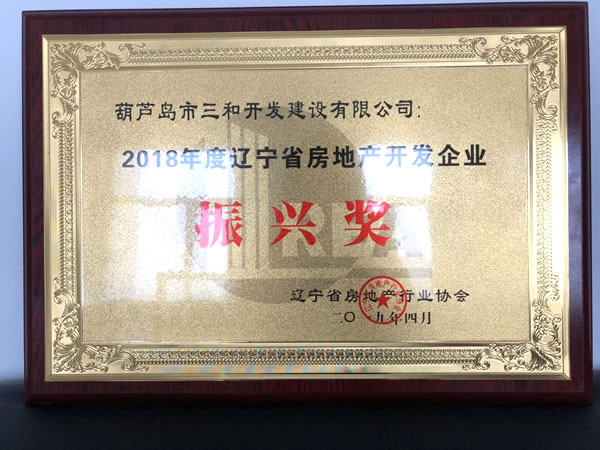 葫芦岛市三和开发建设有限公司：
2018年度辽宁省房地产开发企业
振兴奖
辽宁省房地产行业协会
二〇一九年四月